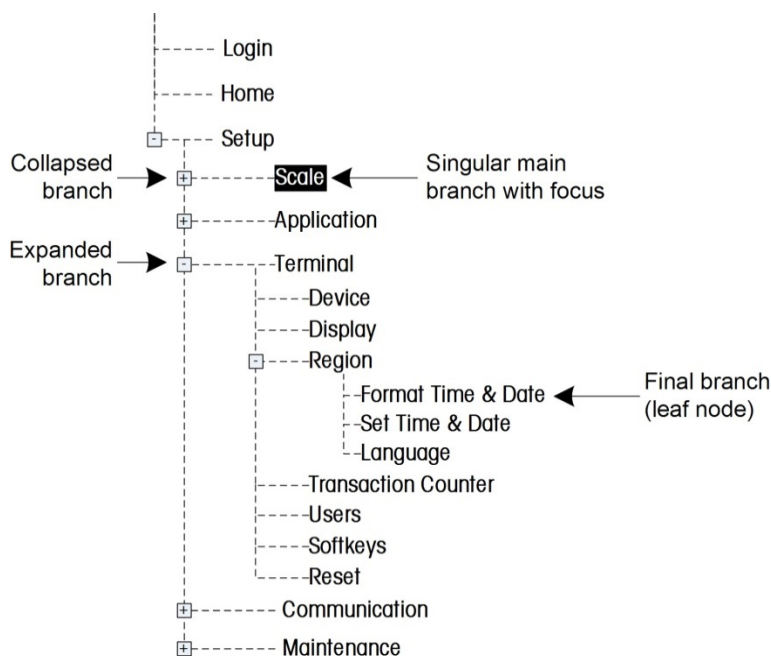 Login
Home
Setup
Collapsed
branch
Scale
Singular main
branch with focus
Application
Expanded
branch
Terminal
Device
Display
Region
Format Time & Date
Final branch
(leaf node)
Set Time & Date
Language
Transaction Counter
Users
Softkeys
Reset
Communication
Maintenance